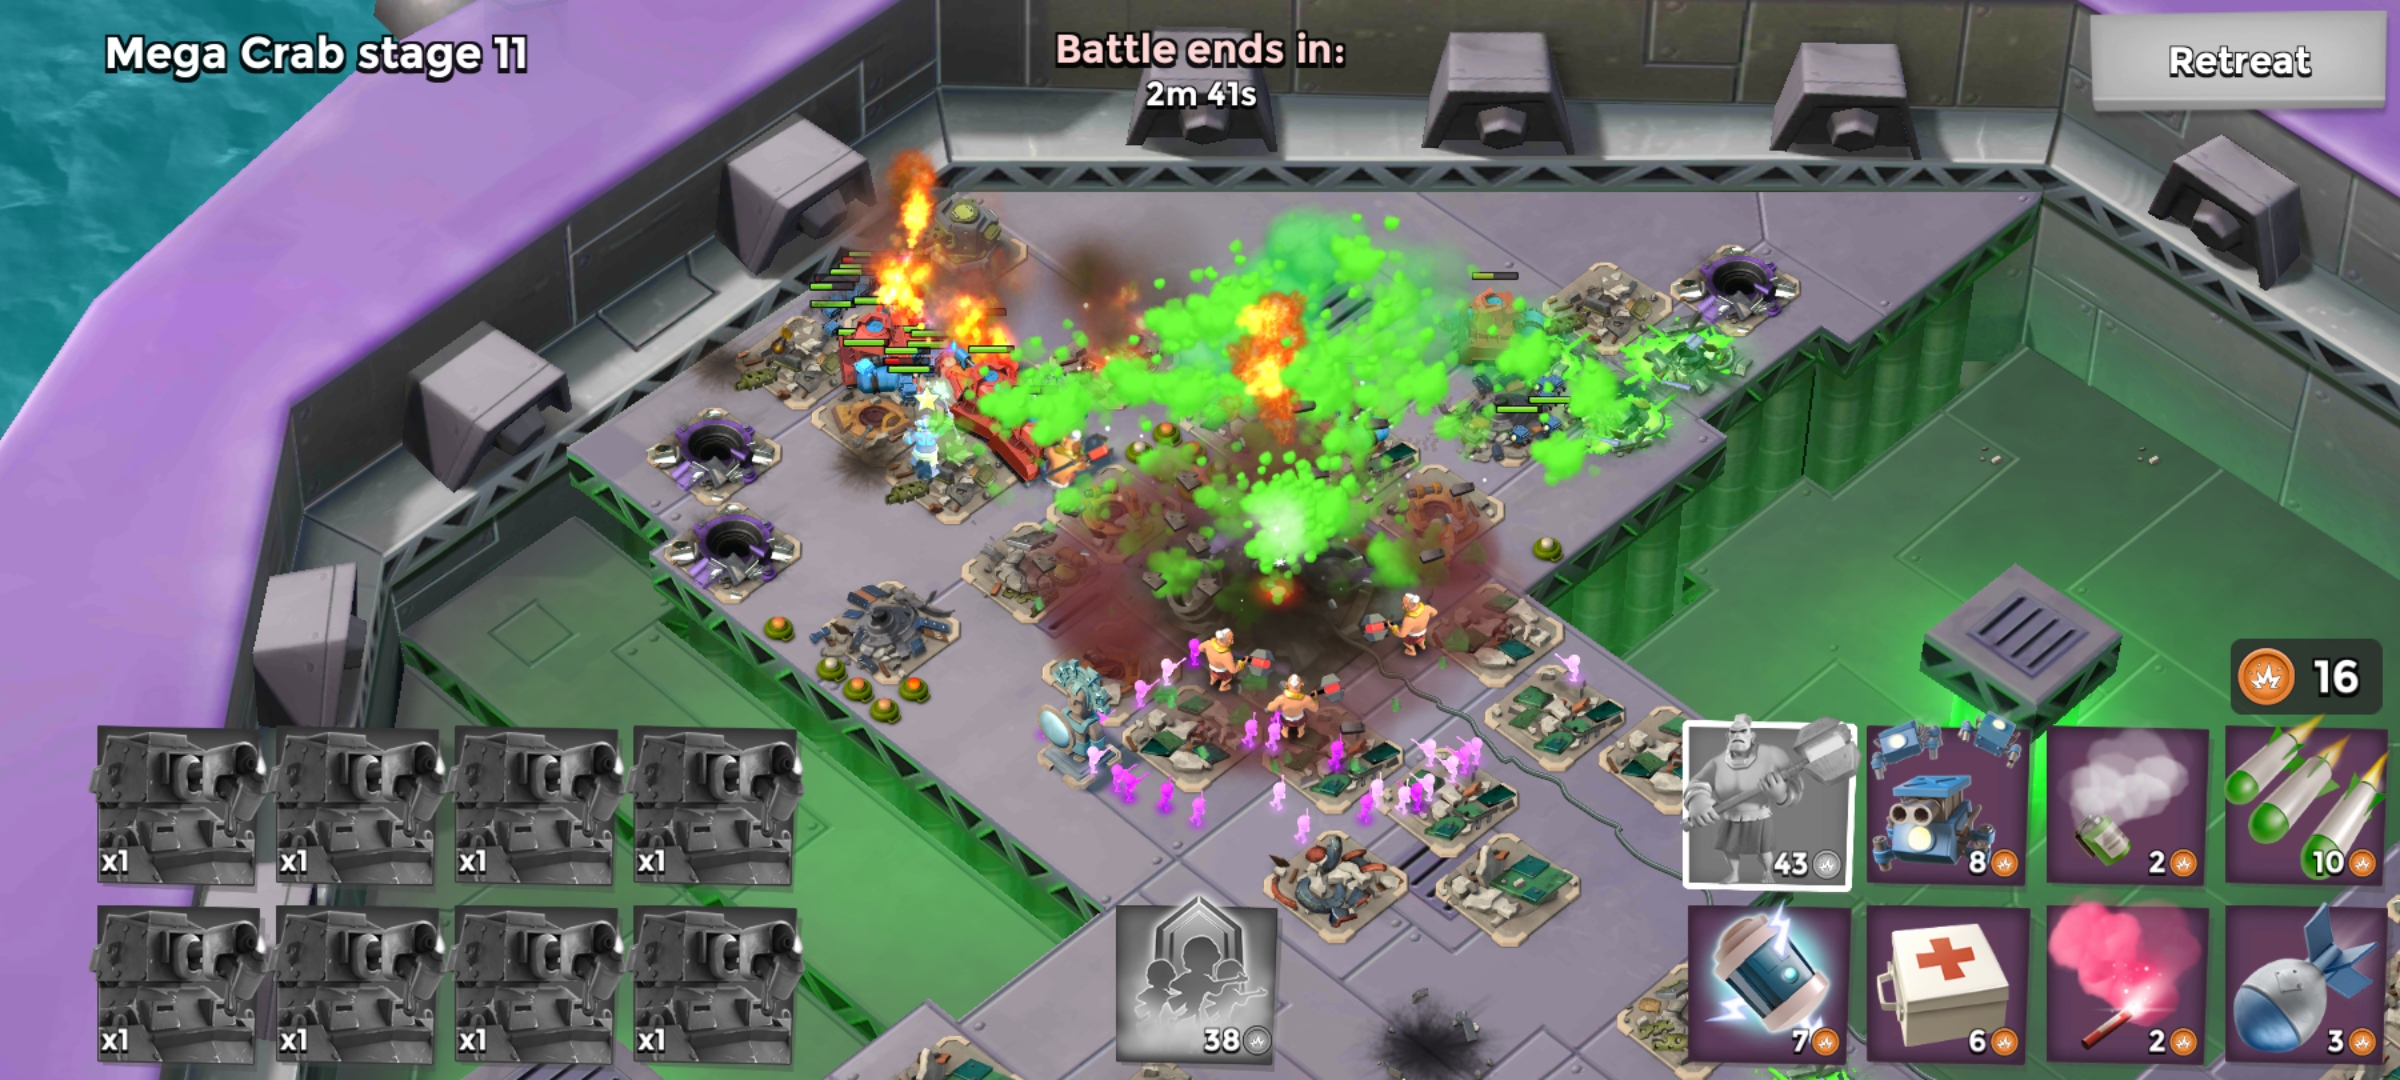 Mega Crab stage 11
Battle ends in:
2m 41s
Retreat
16
x1
x1
x1
x1
43
8
2
10
x1
x1
x1
x1
38
7
6
2
3